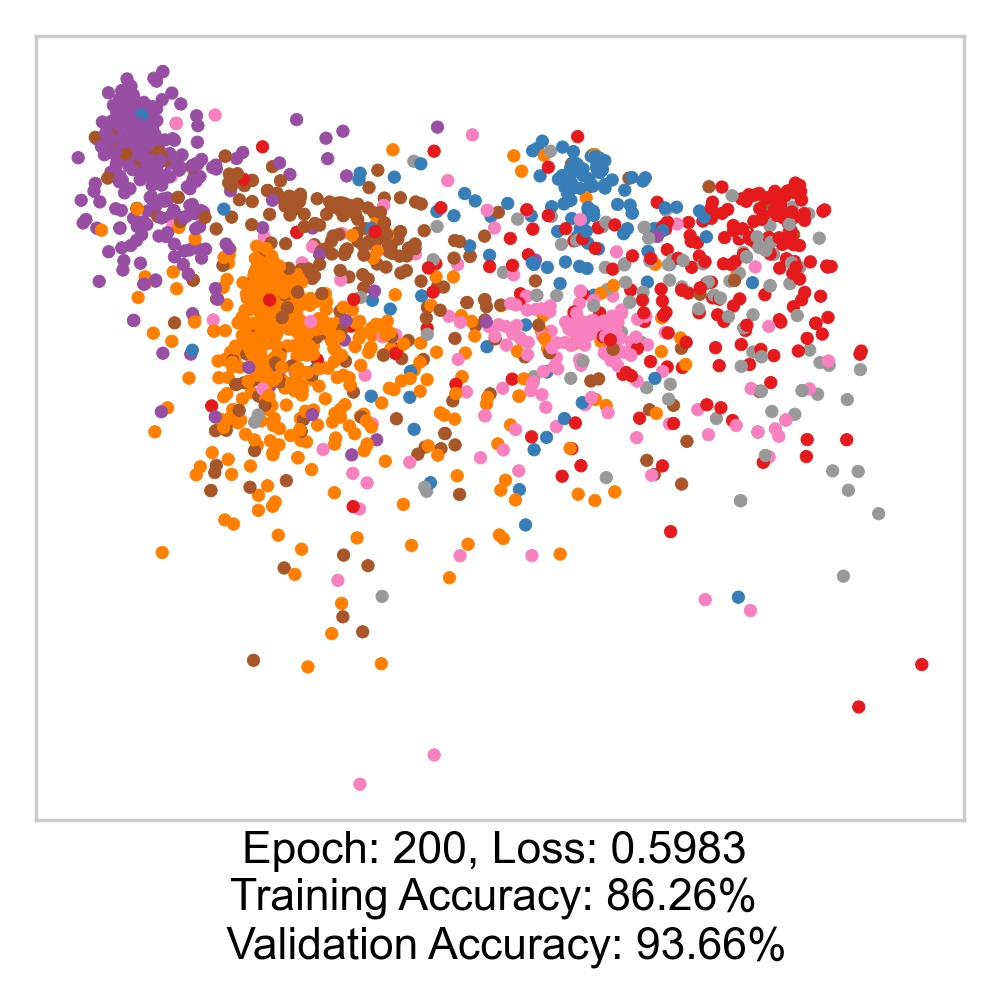 Epoch: 200, Loss: 0.5983
Training Accuracy: 86.26%
Validation Accuracy: 93.66%